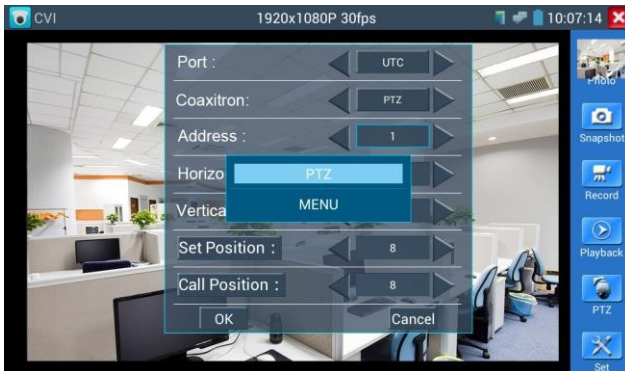 CVI 1920x1080P 30fps 10:07:14
Port : UTC
Coaxitron: PTZ
Address : 1
Horizo
PTZ
MENU
Vertica
Set Position : 8
Call Position : 8
OK Cancel
Photo
Snapshot
Record
Playback
PTZ
Set